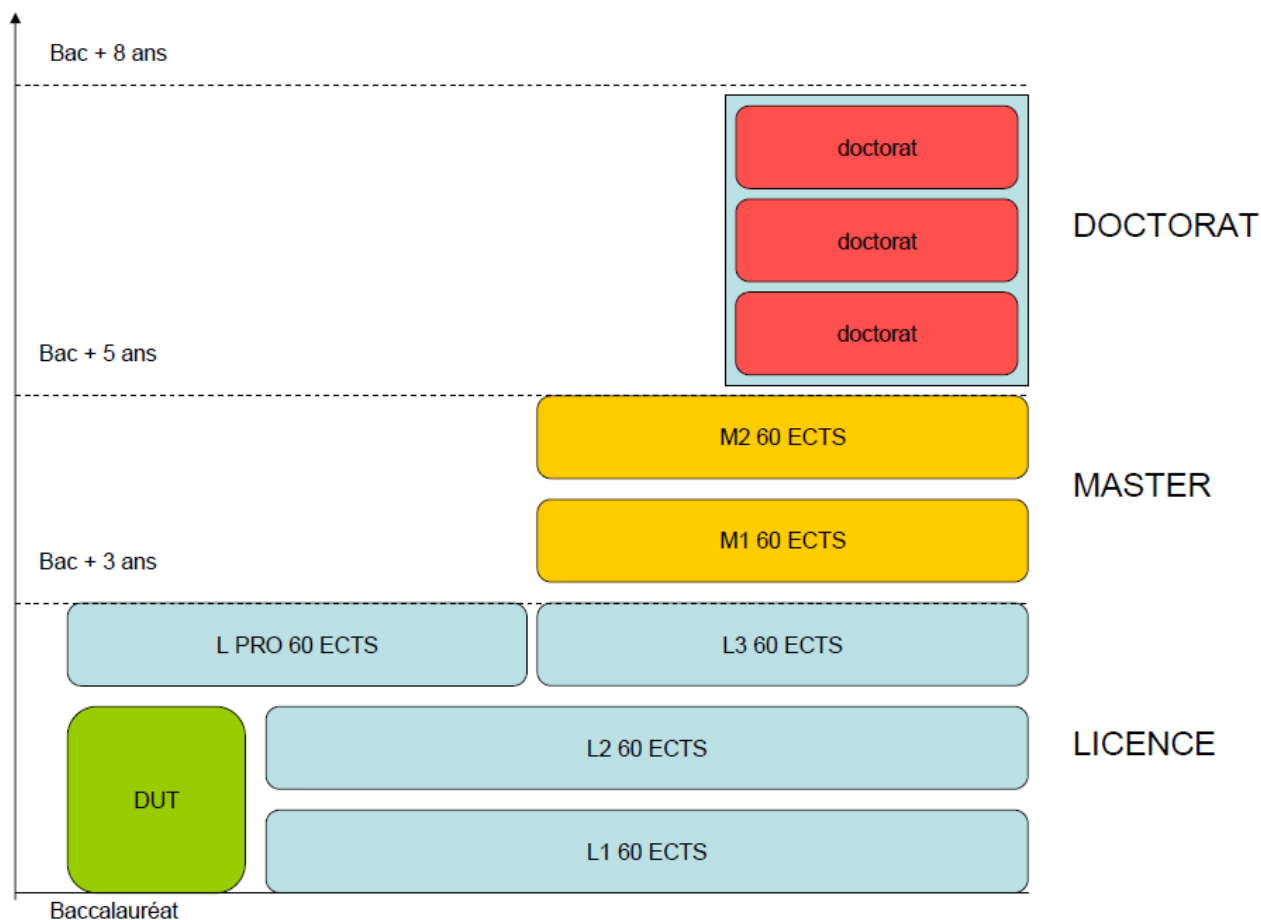 Bac + 8 ans
doctorat
doctorat
DOCTORAT
doctorat
Bac + 5 ans
M2 60 ECTS
MASTER
M1 60 ECTS
Bac + 3 ans
L PRO 60 ECTS
L3 60 ECTS
L2 60 ECTS
LICENCE
DUT
L1 60 ECTS
Baccalauréat